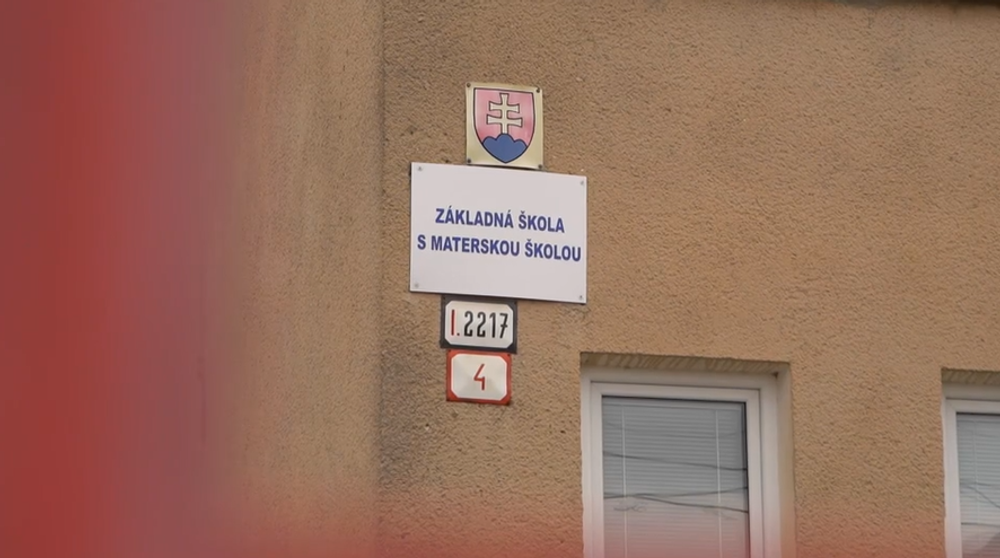 ZÁKLADNÁ ŠKOLA
S MATERSKOU ŠKOLOU
I.2217
4